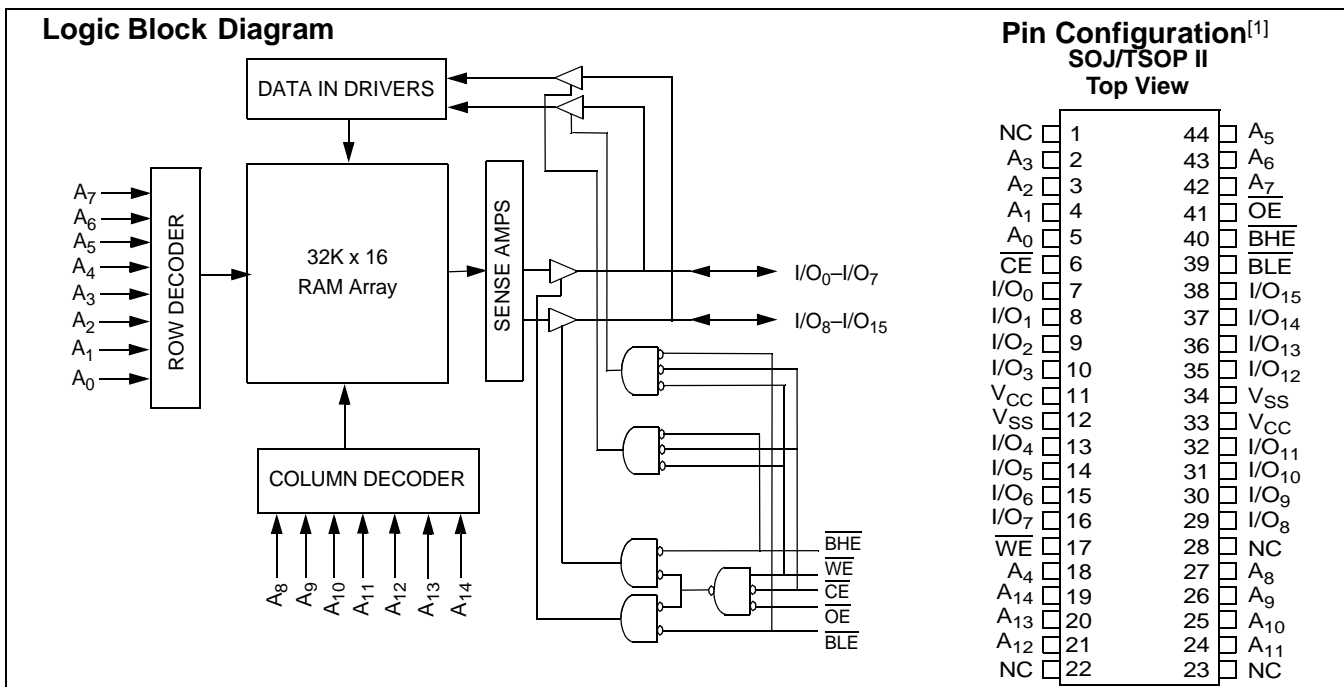 Logic Block Diagram
DATA IN DRIVERS
A7
A6
A5
A4
A3
A2
A1
A0
ROW DECODER
32K x 16
RAM Array
SENSE AMPS
I/O0–I/O7
I/O8–I/O15
COLUMN DECODER
A8
A9
A10
A11
A12
A13
A14
BHE
WE
CE
OE
BLE
Pin Configuration[1]
SOJ/TSOP II
Top View
NC 1 44 A5
A3 2 43 A6
A2 3 42 A7
A1 4 41 OE
A0 5 40 BHE
CE 6 39 BLE
I/O0 7 38 I/O15
I/O1 8 37 I/O14
I/O2 9 36 I/O13
I/O3 10 35 I/O12
VCC 11 34 VSS
VSS 12 33 VCC
I/O4 13 32 I/O11
I/O5 14 31 I/O10
I/O6 15 30 I/O9
I/O7 16 29 I/O8
WE 17 28 NC
A4 18 27 A8
A14 19 26 A9
A13 20 25 A10
A12 21 24 A11
NC 22 23 NC